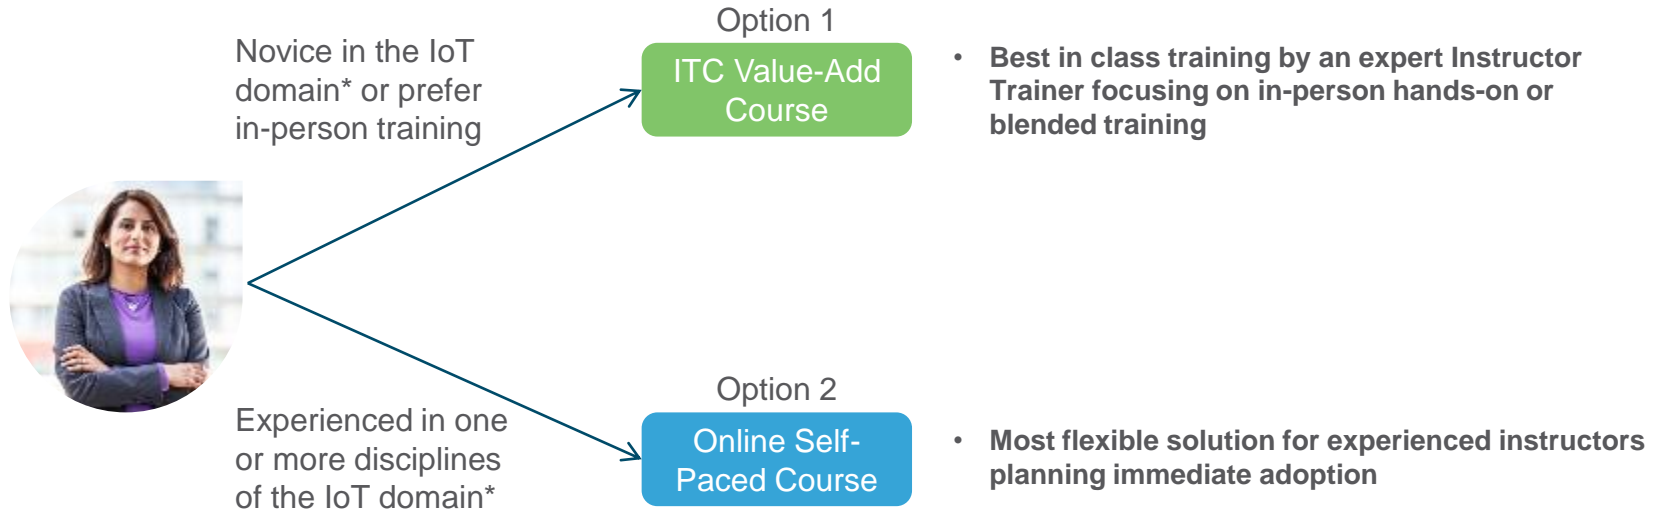 Option 1
Novice in the IoT
domain* or prefer
in-person training
ITC Value-Add
Course
• Best in class training by an expert Instructor
Trainer focusing on in-person hands-on or
blended training
Option 2
Experienced in one
or more disciplines
of the IoT domain*
Online Self-
Paced Course
• Most flexible solution for experienced instructors
planning immediate adoption